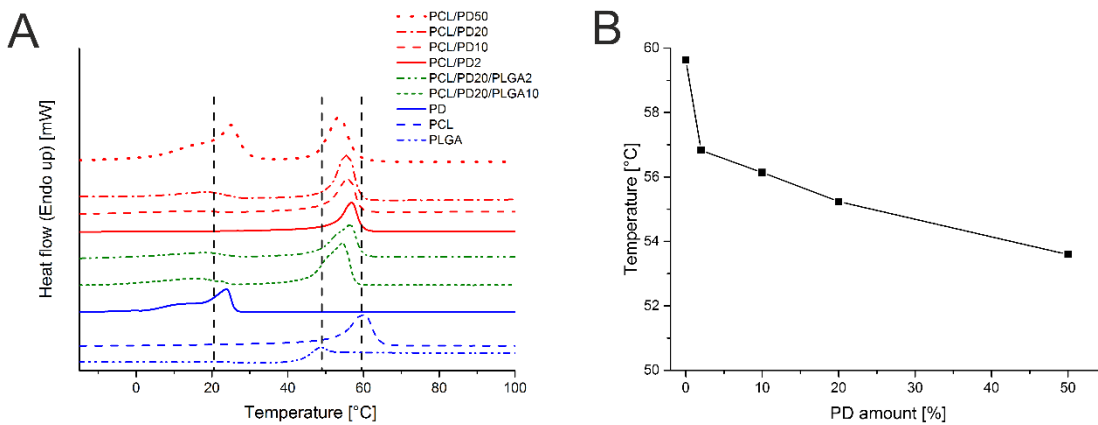 A
PCL/PD50
PCL/PD20
PCL/PD10
PCL/PD2
PCL/PD20/PLGA2
PCL/PD20/PLGA10
PD
PCL
PLGA
Heat flow (Endo up) [mW]
0 20 40 60 80 100
Temperature [°C]
B
60
58
56
54
52
50
Temperature [°C]
0 10 20 30 40 50
PD amount [%]